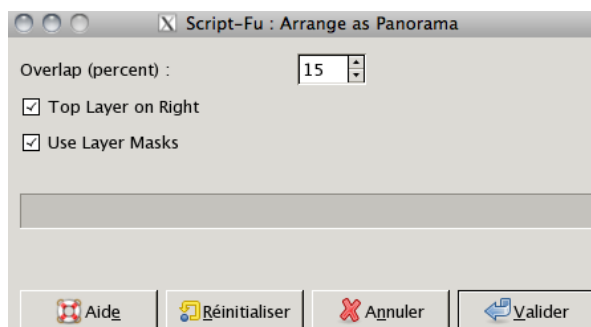 Script-Fu : Arrange as Panorama
Overlap (percent) : 15
Top Layer on Right
Use Layer Masks
Aide Réinitialiser Annuler Valider